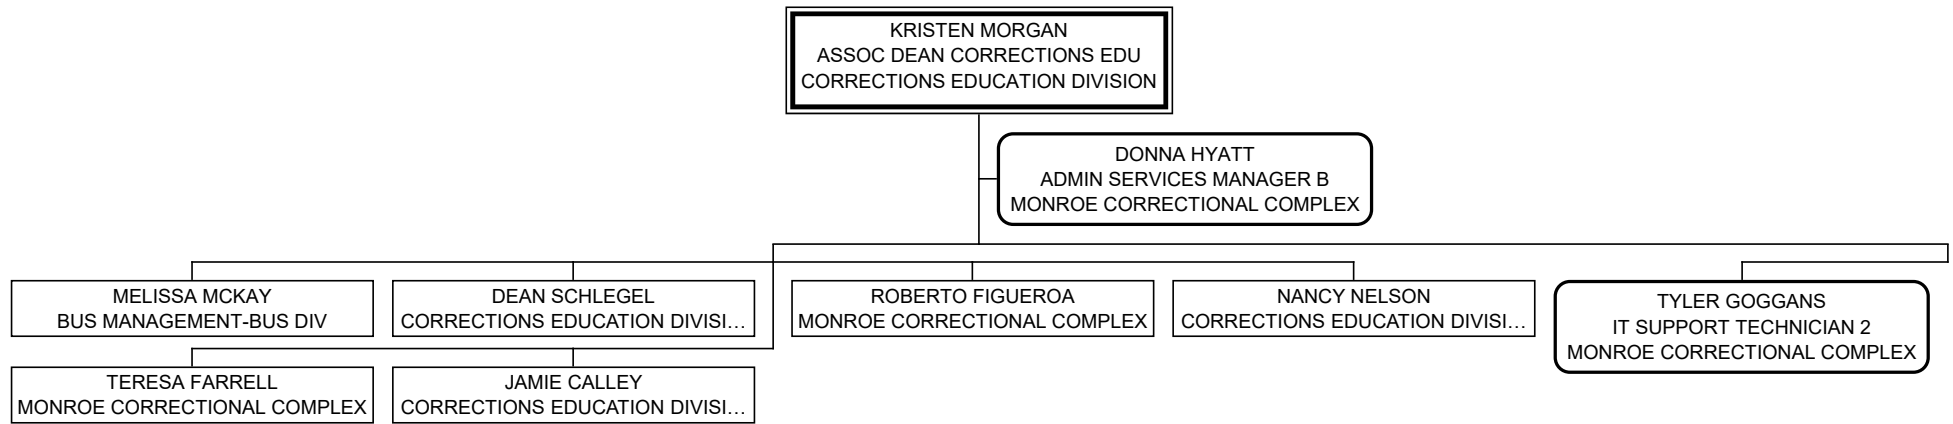 KRISTEN MORGAN
ASSOC DEAN CORRECTIONS EDU
CORRECTIONS EDUCATION DIVISION
DONNA HYATT
ADMIN SERVICES MANAGER B
MONROE CORRECTIONAL COMPLEX
MELISSA MCKAY
BUS MANAGEMENT-BUS DIV
DEAN SCHLEGEL
CORRECTIONS EDUCATION DIVISI…
ROBERTO FIGUEROA
MONROE CORRECTIONAL COMPLEX
NANCY NELSON
CORRECTIONS EDUCATION DIVISI…
TYLER GOGGANS
IT SUPPORT TECHNICIAN 2
MONROE CORRECTIONAL COMPLEX
TERESA FARRELL
MONROE CORRECTIONAL COMPLEX
JAMIE CALLEY
CORRECTIONS EDUCATION DIVISI…